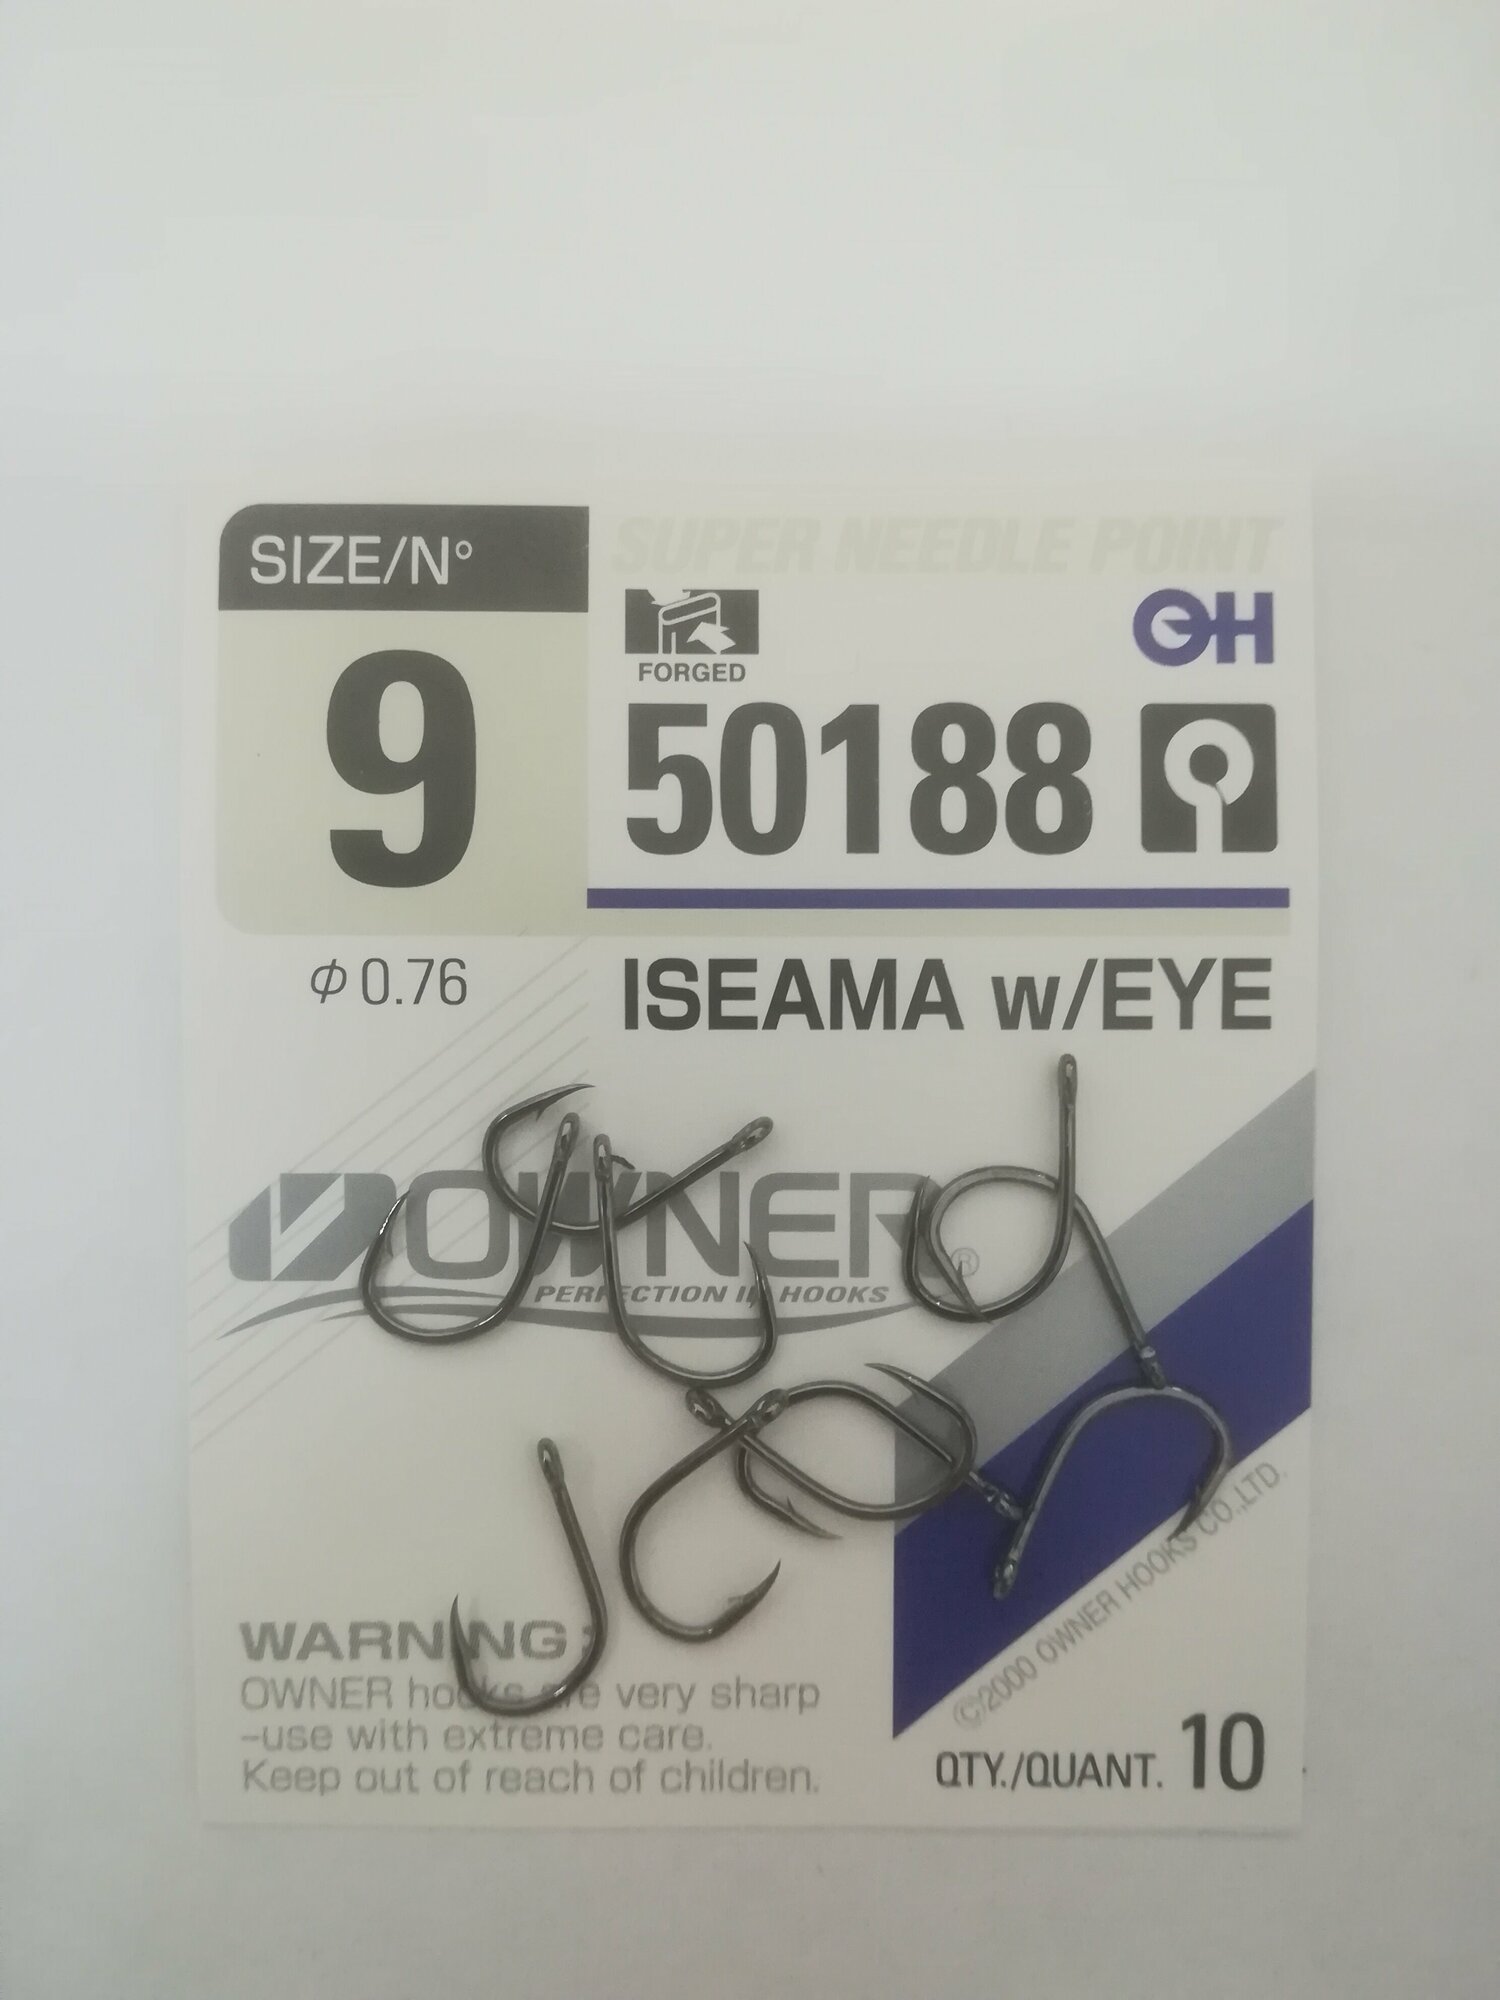 SIZE/N°
SUPER NEEDLE POINT
9
FORGED
50188
φ0.76
ISEAMA w/EYE
OWNER®
PERFECTION IN HOOKS
WARNING:
OWNER hooks are very sharp
-use with extreme care.
Keep out of reach of children.
©2000 OWNER HOOKS CO.,LTD.
QTY./QUANT. 10